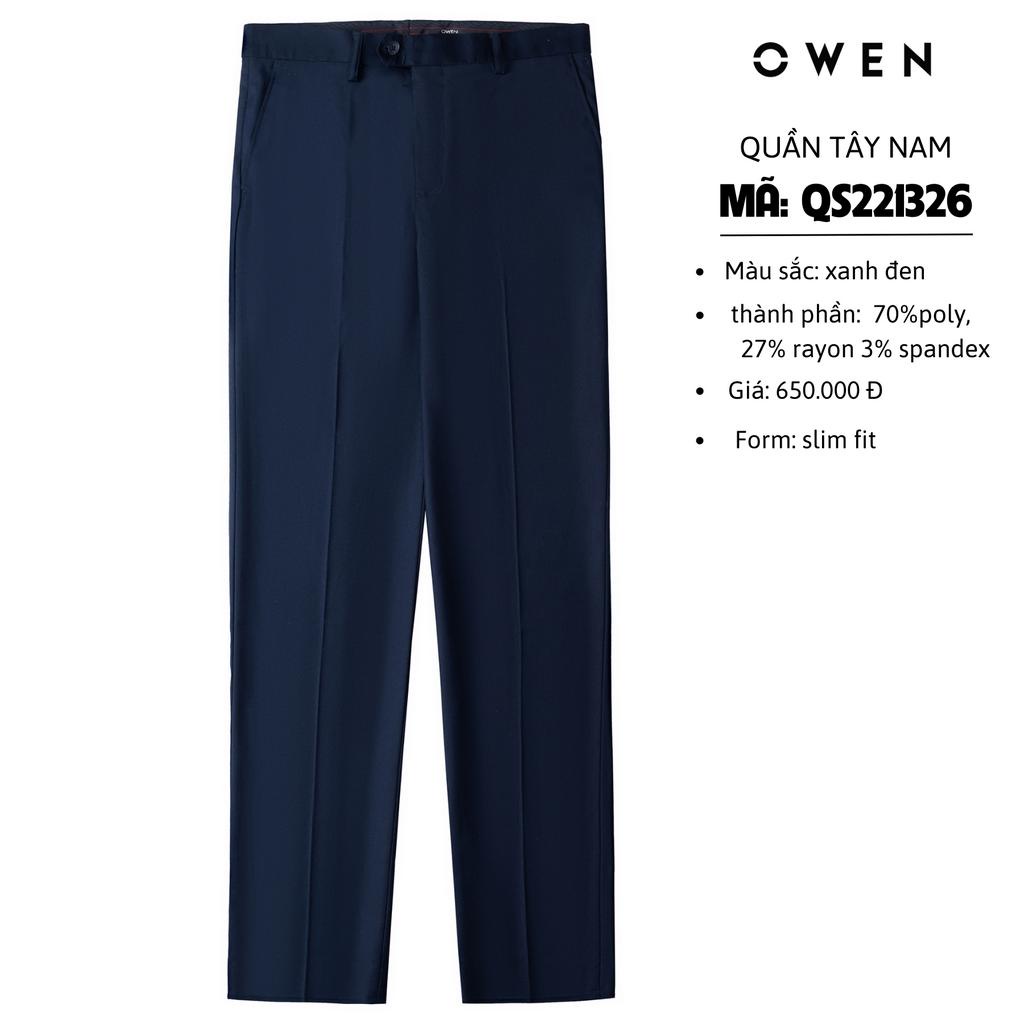 OWEN
OWEN
QUẦN TÂY NAM
MÃ: QS221326
• Màu sắc: xanh đen
• thành phần: 70%poly,
27% rayon 3% spandex
• Giá: 650.000 Đ
• Form: slim fit